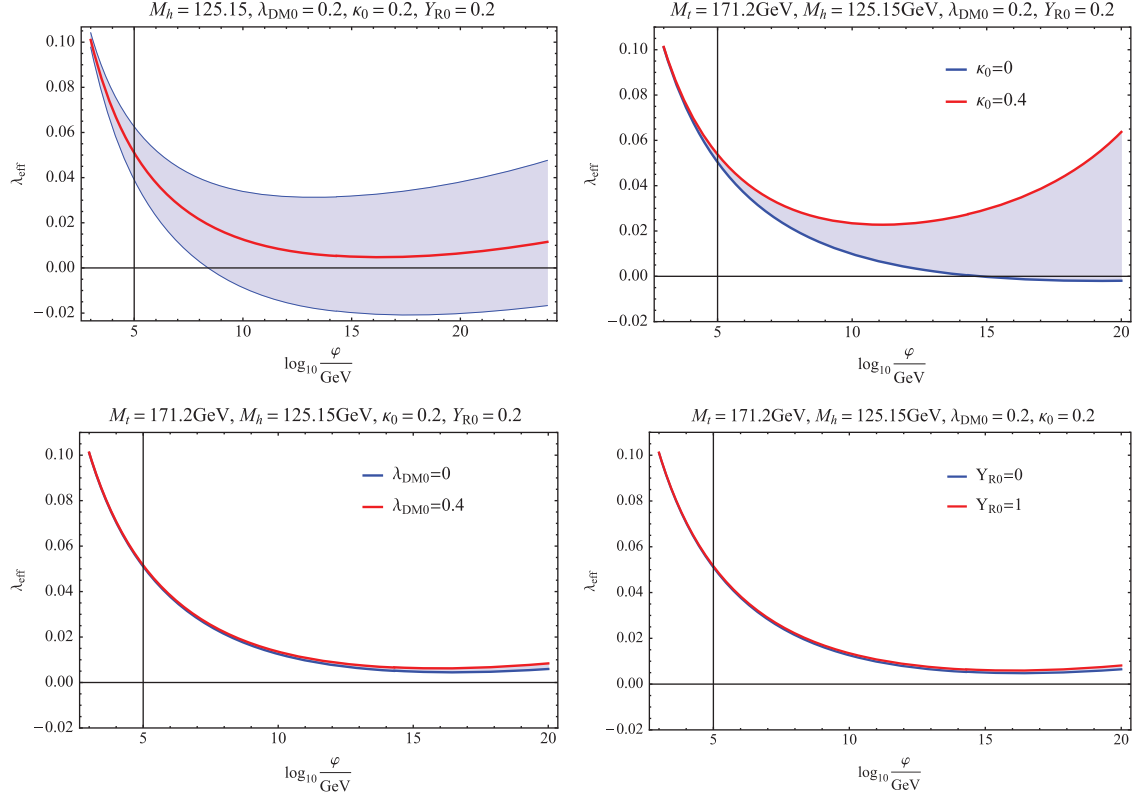 M_h = 125.15, λ_DM0 = 0.2, κ_0 = 0.2, Y_R0 = 0.2
0.10
0.08
0.06
0.04
0.02
0.00
−0.02
λ_eff
5
10
15
20
log_10 φ/GeV
M_t = 171.2GeV, M_h = 125.15GeV, λ_DM0 = 0.2, Y_R0 = 0.2
κ_0=0
κ_0=0.4
0.10
0.08
0.06
0.04
0.02
0.00
−0.02
λ_eff
5
10
15
20
log_10 φ/GeV
M_t = 171.2GeV, M_h = 125.15GeV, κ_0 = 0.2, Y_R0 = 0.2
λ_DM0=0
λ_DM0=0.4
0.10
0.08
0.06
0.04
0.02
0.00
−0.02
λ_eff
5
10
15
20
log_10 φ/GeV
M_t = 171.2GeV, M_h = 125.15GeV, λ_DM0 = 0.2, κ_0 = 0.2
Y_R0=0
Y_R0=1
0.10
0.08
0.06
0.04
0.02
0.00
−0.02
λ_eff
5
10
15
20
log_10 φ/GeV